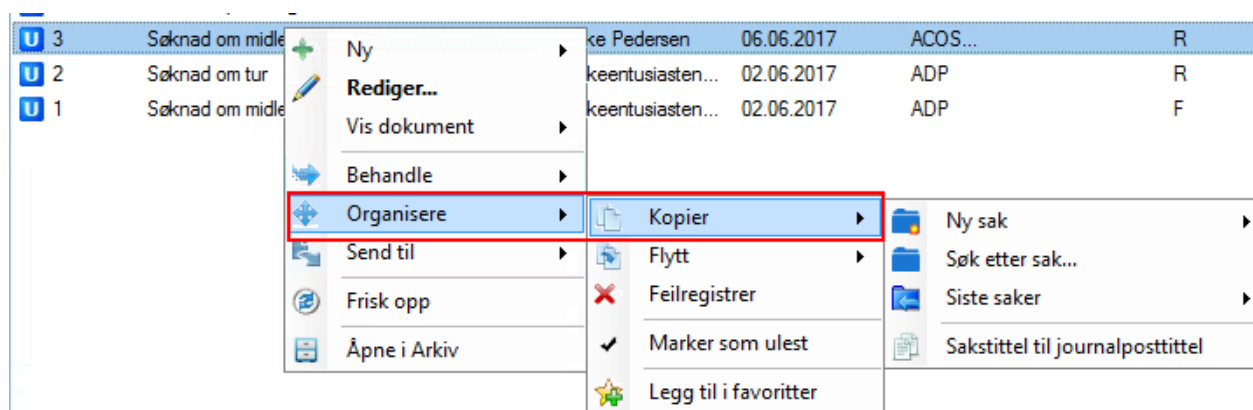 U 3 Søknad om midle ke Pedersen 06.06.2017 ACOS... R
U 2 Søknad om tur keentusiasten... 02.06.2017 ADP R
U 1 Søknad om midle keentusiasten... 02.06.2017 ADP F
Ny
Rediger...
Vis dokument
Behandle
Organisere
Send til
Frisk opp
Åpne i Arkiv
Kopier
Flytt
Feilregistrer
Marker som ulest
Legg til i favoritter
Ny sak
Søk etter sak...
Siste saker
Sakstittel til journalposttittel